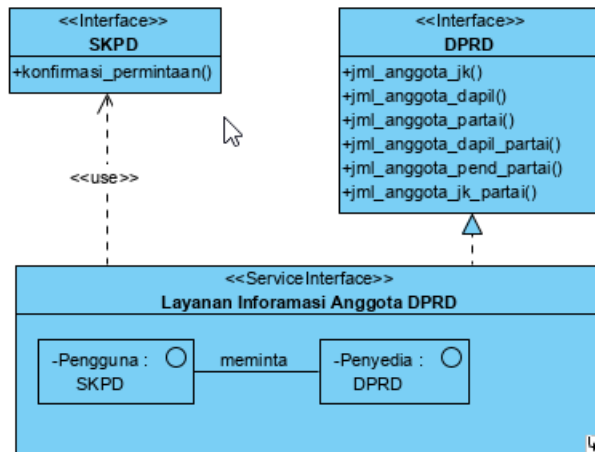 <<Interface>>
SKPD
+konfirmasi_permintaan()
<<Interface>>
DPRD
+jml_anggota_jk()
+jml_anggota_dapil()
+jml_anggota_partai()
+jml_anggota_dapil_partai()
+jml_anggota_pend_partai()
+jml_anggota_jk_partai()
<<use>>
<<ServiceInterface>>
Layanan Inforamasi Anggota DPRD
-Pengguna :
SKPD
meminta
-Penyedia :
DPRD